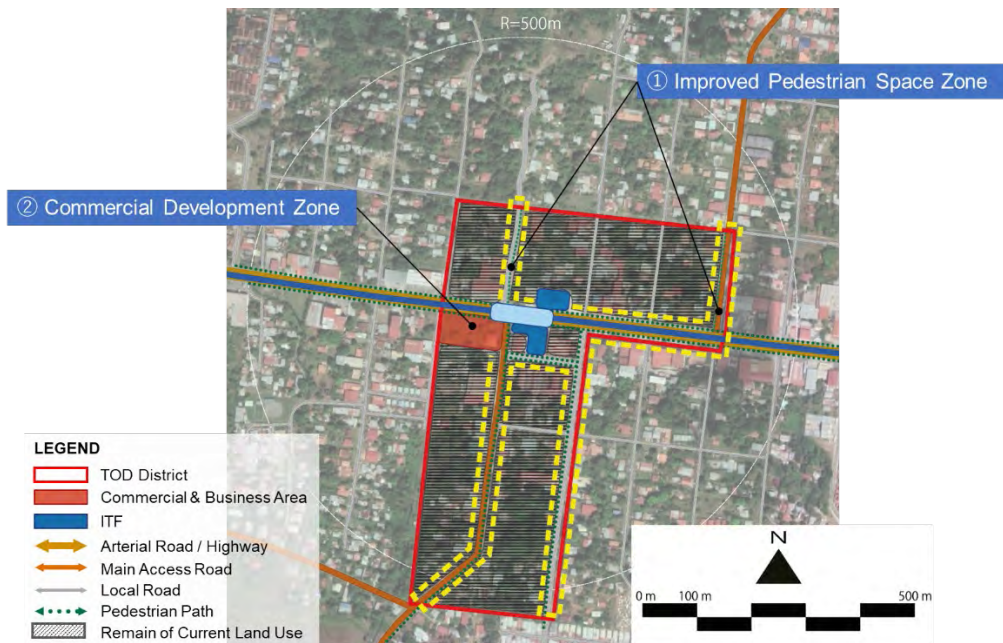 R=500m
① Improved Pedestrian Space Zone
② Commercial Development Zone
LEGEND
TOD District
Commercial & Business Area
ITF
Arterial Road / Highway
Main Access Road
Local Road
Pedestrian Path
Remain of Current Land Use
N
0 m 100 m 500 m